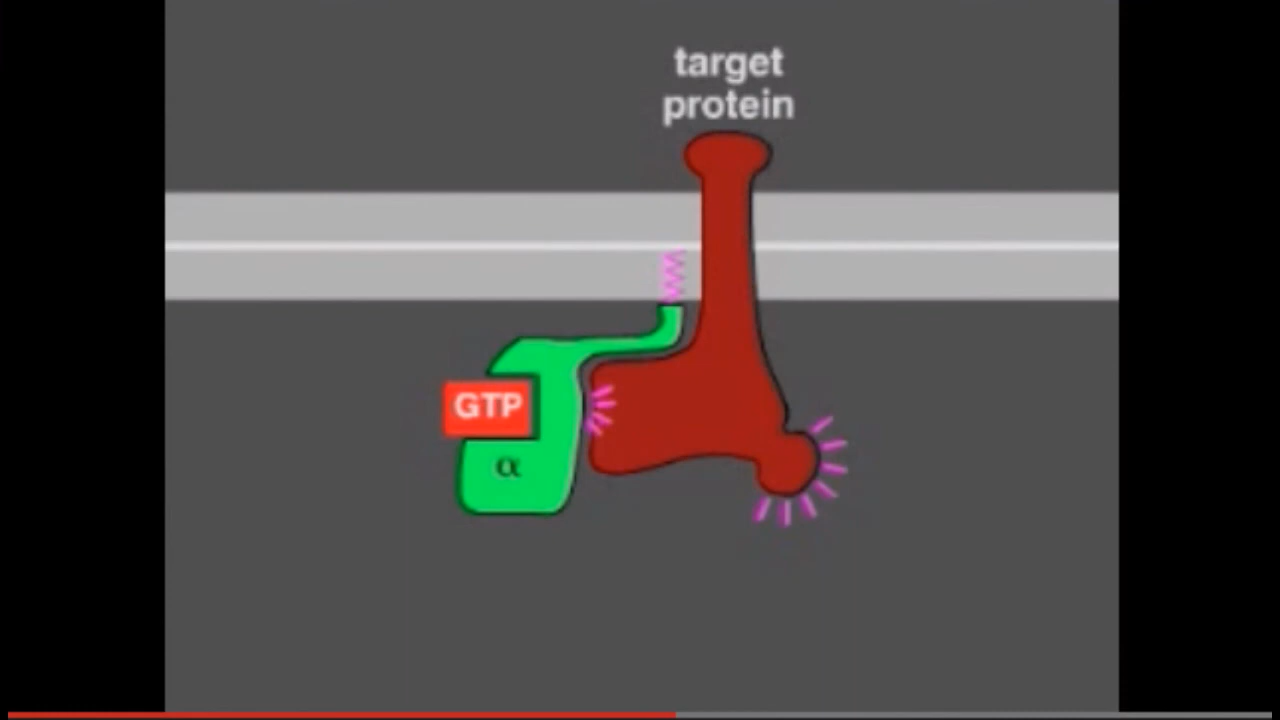 target
protein
GTP
α